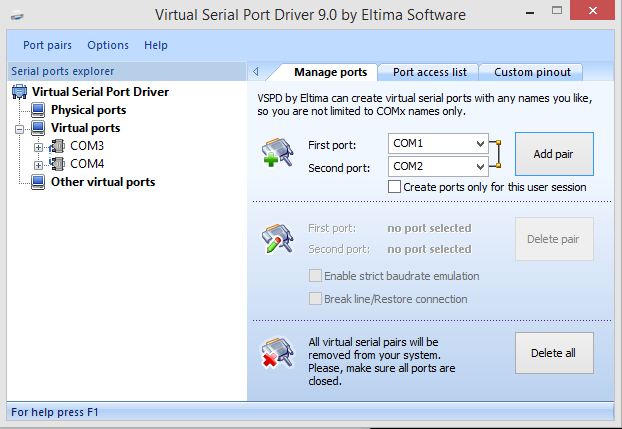 Virtual Serial Port Driver 9.0 by Eltima Software
Port pairs Options Help
Serial ports explorer
Virtual Serial Port Driver
Physical ports
Virtual ports
COM3
COM4
Other virtual ports
Manage ports Port access list Custom pinout
VSPD by Eltima can create virtual serial ports with any names you like,
so you are not limited to COMx names only.
First port: COM1
Second port: COM2
Add pair
Create ports only for this user session
First port: no port selected
Second port: no port selected
Delete pair
Enable strict baudrate emulation
Break line/Restore connection
All virtual serial pairs will be
removed from your system.
Please, make sure all ports are
closed.
Delete all
For help press F1